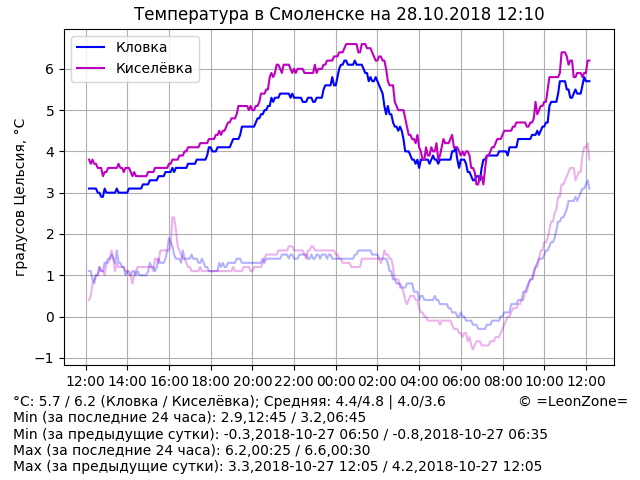 Температура в Смоленске на 28.10.2018 12:10
Кловка
Киселёвка
градусов Цельсия, °C
6
5
4
3
2
1
0
−1
12:00 14:00 16:00 18:00 20:00 22:00 00:00 02:00 04:00 06:00 08:00 10:00 12:00
°C: 5.7 / 6.2 (Кловка / Киселёвка); Средняя: 4.4/4.8 | 4.0/3.6 © =LeonZone=
Min (за последние 24 часа): 2.9,12:45 / 3.2,06:45
Min (за предыдущие сутки): -0.3,2018-10-27 06:50 / -0.8,2018-10-27 06:35
Max (за последние 24 часа): 6.2,00:25 / 6.6,00:30
Max (за предыдущие сутки): 3.3,2018-10-27 12:05 / 4.2,2018-10-27 12:05